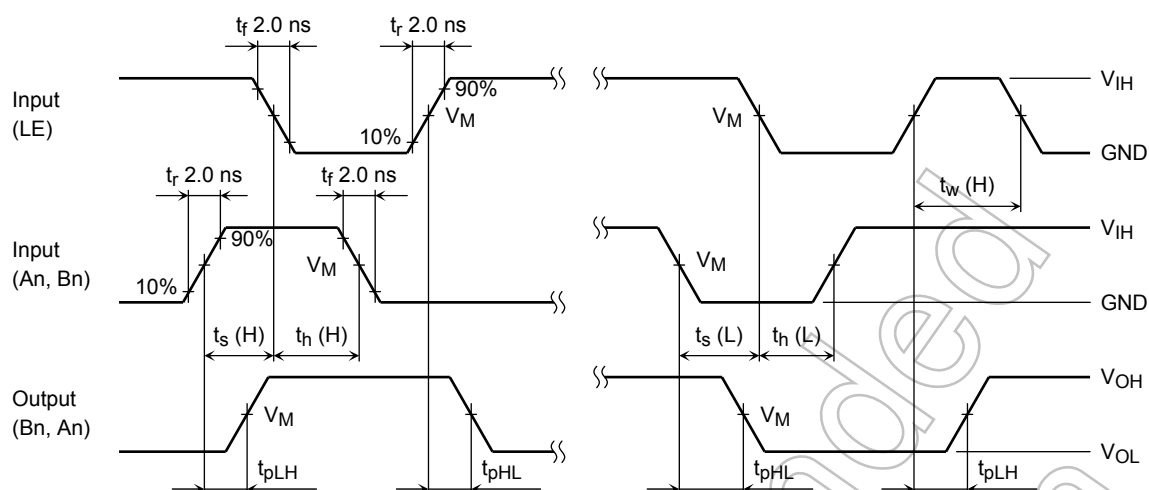 tf 2.0 ns
tr 2.0 ns
Input
(LE)
90%
VM
10%
VM
VIH
GND
tw (H)
tr 2.0 ns
tf 2.0 ns
Input
(An, Bn)
90%
VM
10%
VM
VIH
GND
ts (H)
th (H)
ts (L)
th (L)
Output
(Bn, An)
VM
VM
VOH
VOL
tpLH
tpHL
tpHL
tpLH